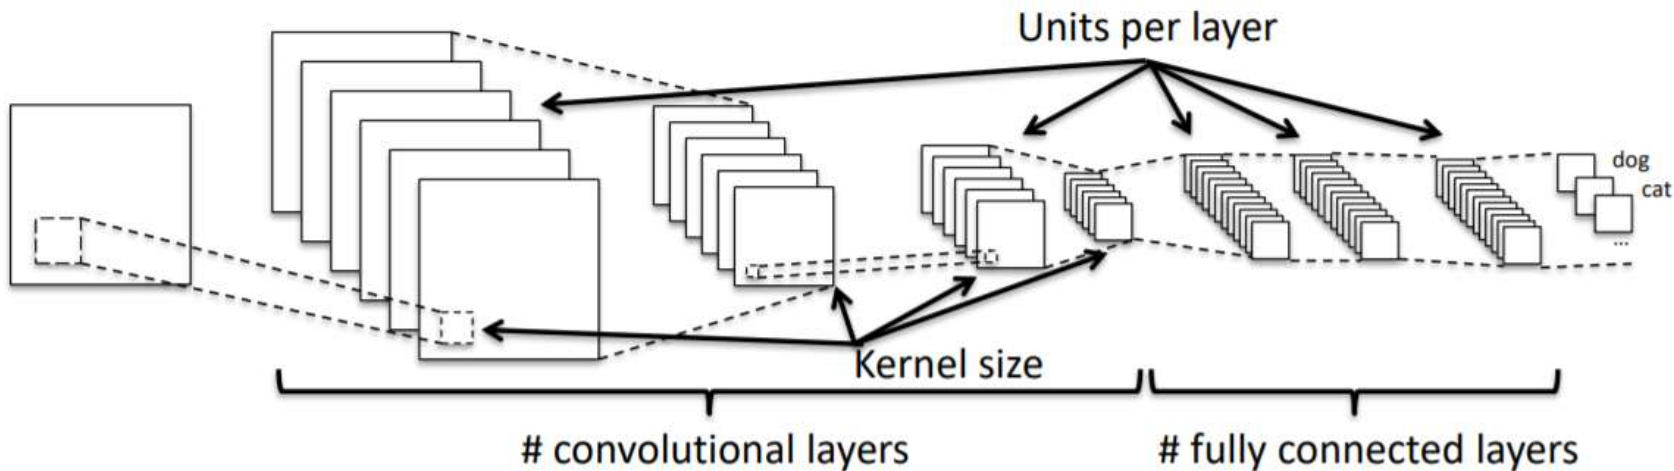 Units per layer
dog
cat
...
Kernel size
# convolutional layers
# fully connected layers